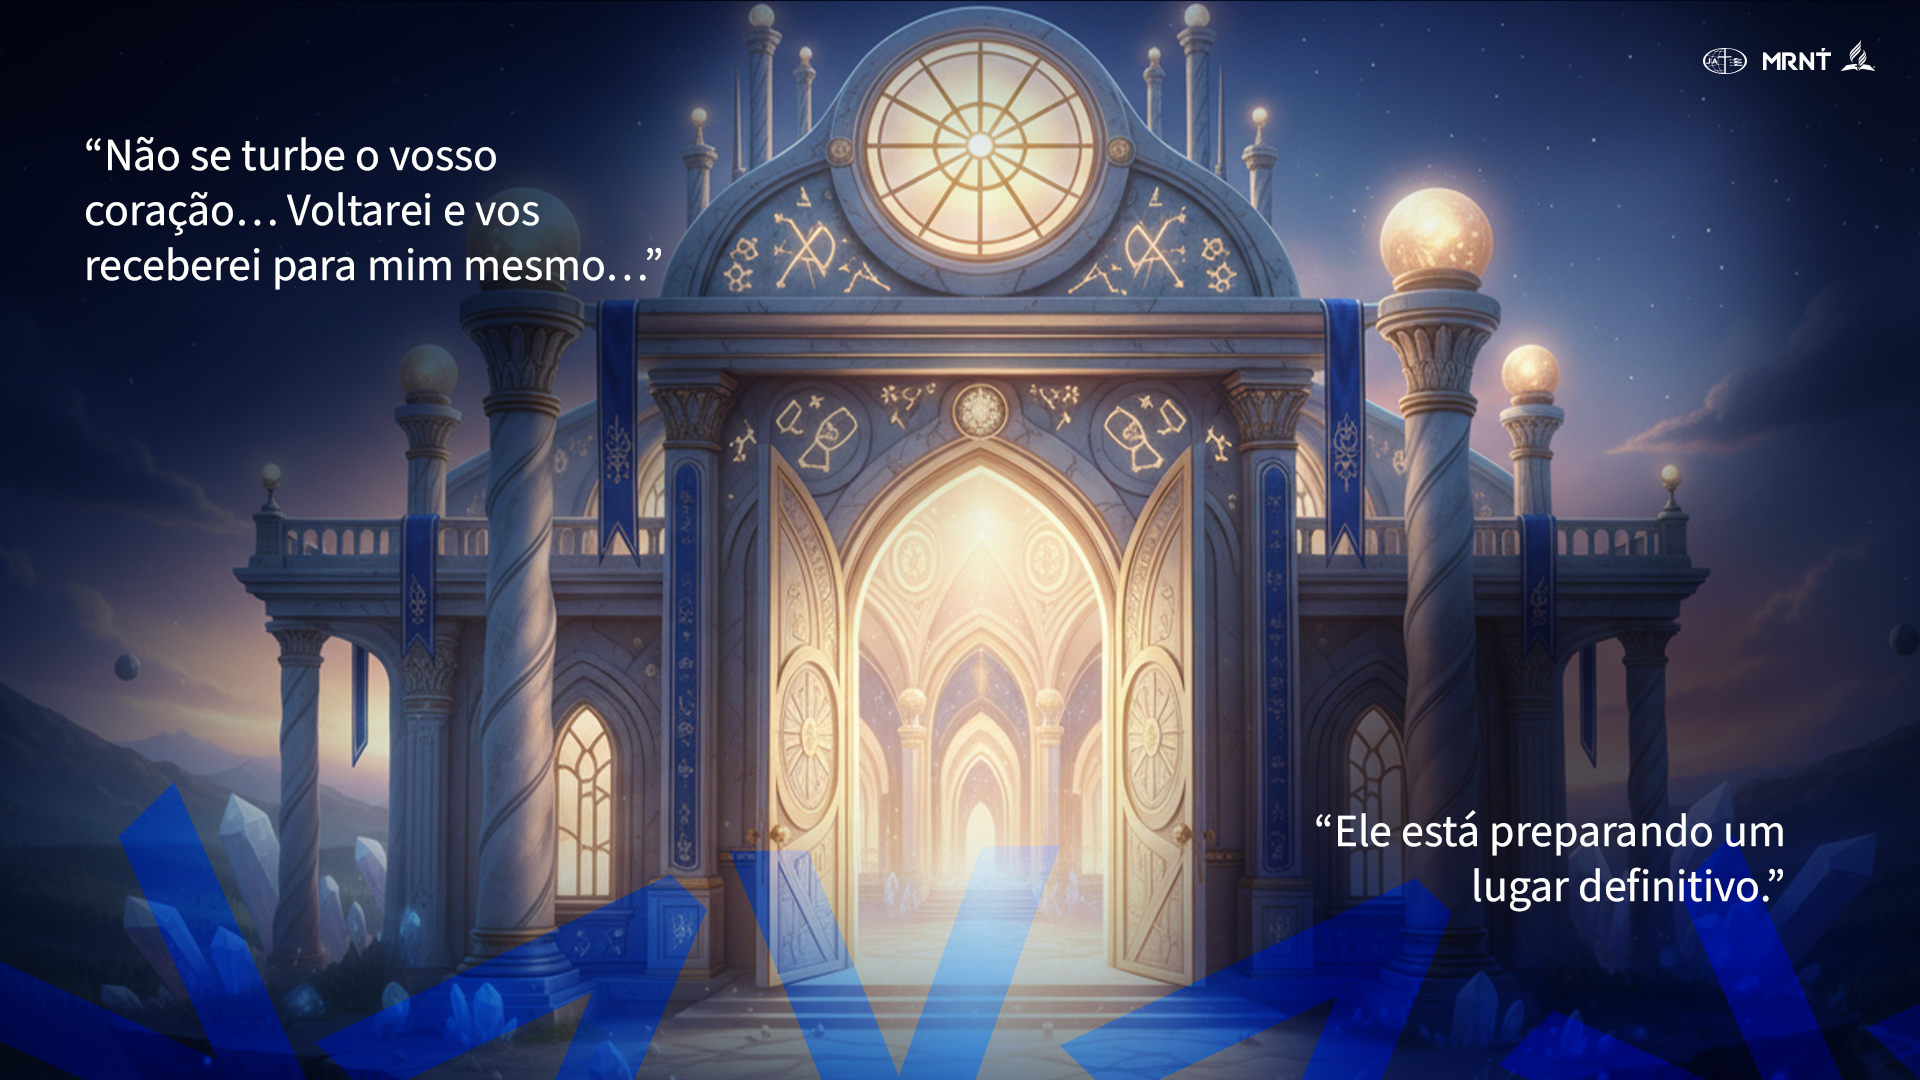 MRNT
“Não se turbe o vosso
coração… Voltarei e vos
receberei para mim mesmo…”
“Ele está preparando um
lugar definitivo.”